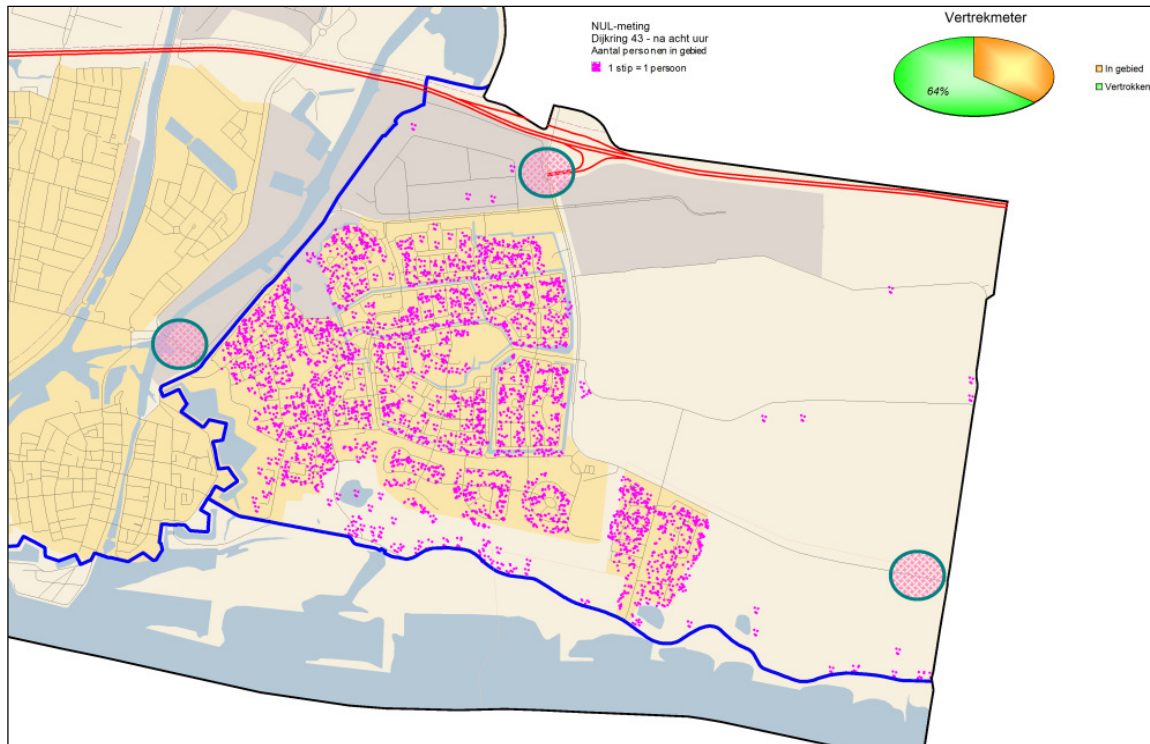 NUL-meting
Dijkring 43 - na acht uur
Aantal personen in gebied
1 stip = 1 persoon
Vertrekmeter
64%
In gebied
Vertrokken